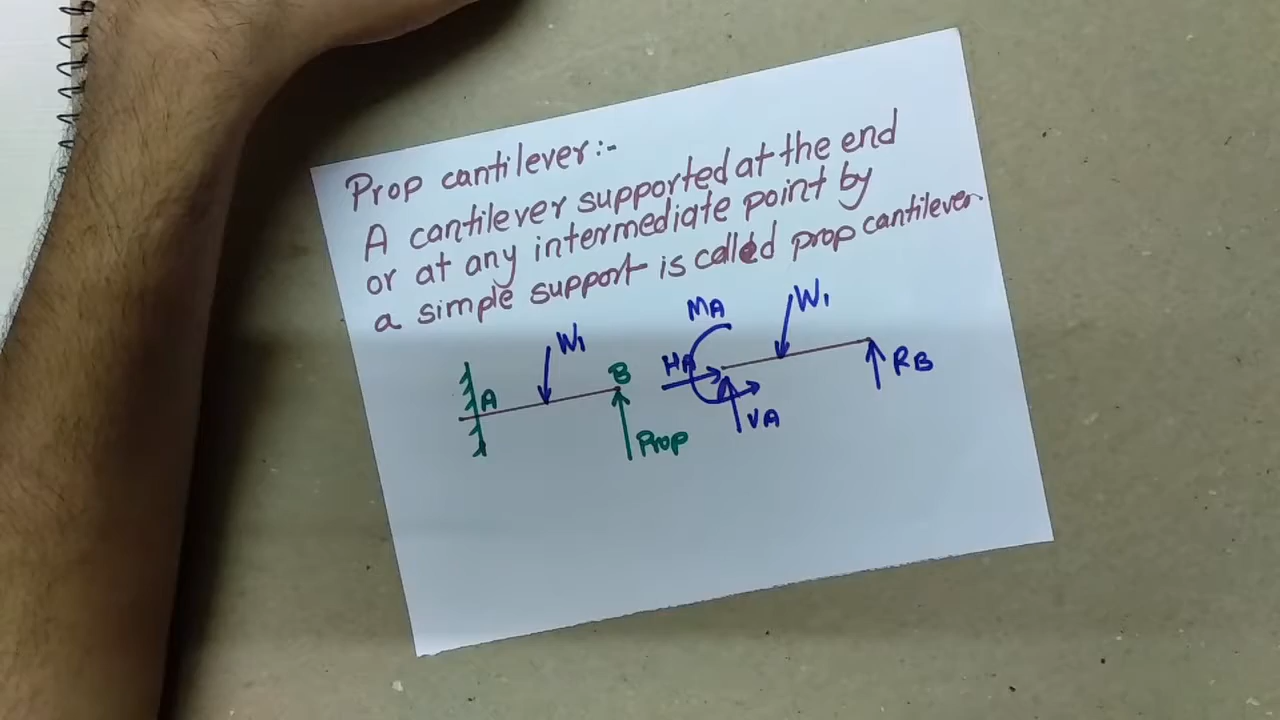 Prop cantilever:-
A cantilever supported at the end
or at any intermediate point by
a simple support is called prop cantilever
MA
W1
W1
HA
B
RB
A
VA
Prop